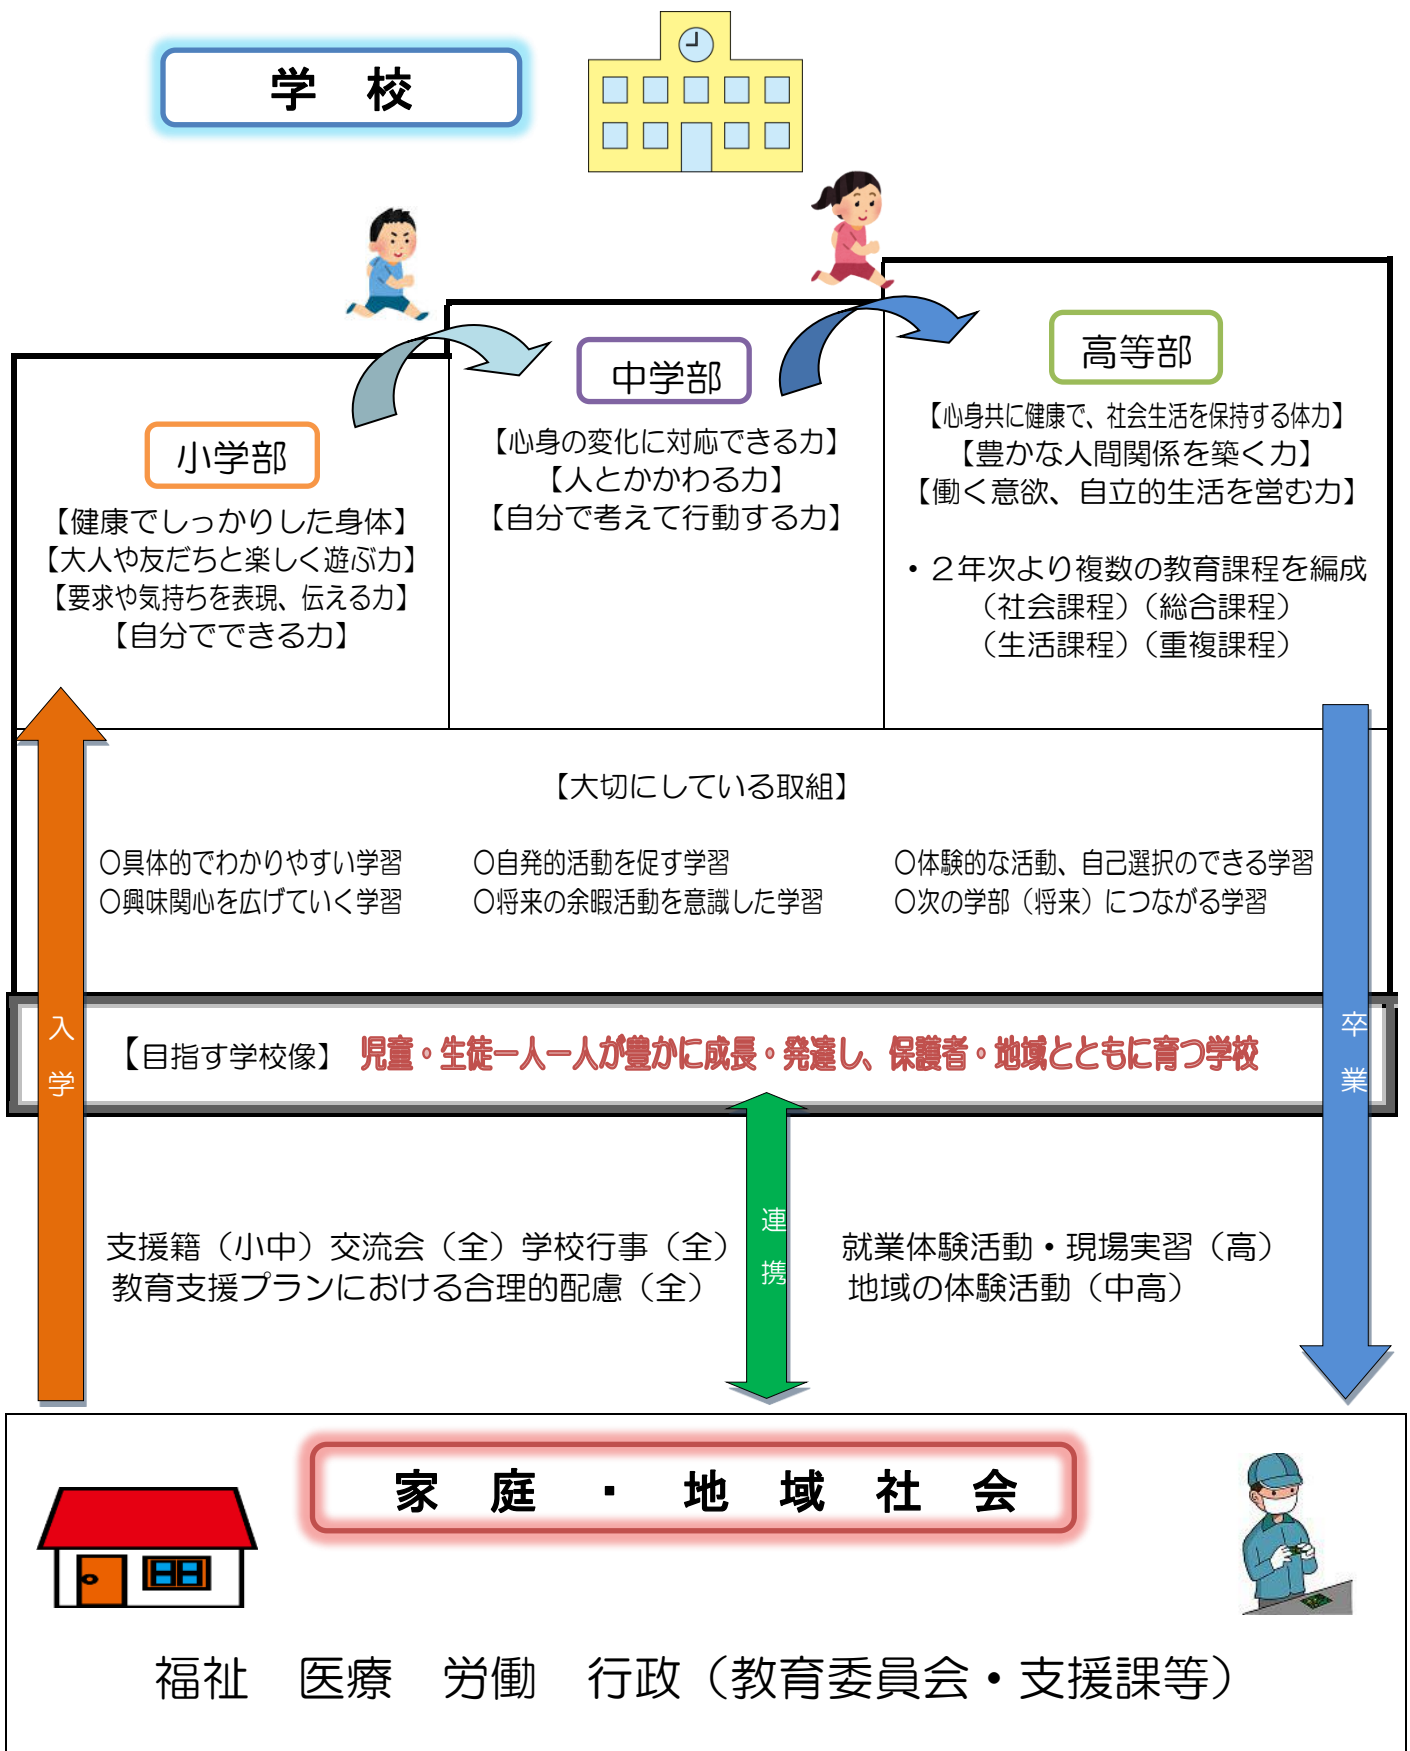 学 校
小学部
【健康でしっかりした身体】
【大人や友だちと楽しく遊ぶ力】
【要求や気持ちを表現、伝える力】
【自分でできる力】
中学部
【心身の変化に対応できる力】
【人とかかわる力】
【自分で考えて行動する力】
高等部
【心身共に健康で、社会生活を保持する体力】
【豊かな人間関係を築く力】
【働く意欲、自立的生活を営む力】
・２年次より複数の教育課程を編成
（社会課程）（総合課程）
（生活課程）（重複課程）
【大切にしている取組】
〇具体的でわかりやすい学習
〇興味関心を広げていく学習
〇自発的活動を促す学習
〇将来の余暇活動を意識した学習
〇体験的な活動、自己選択のできる学習
〇次の学部（将来）につながる学習
入学
【目指す学校像】 児童・生徒一人一人が豊かに成長・発達し、保護者・地域とともに育つ学校
卒業
連携
支援籍（小中）交流会（全）学校行事（全）
教育支援プランにおける合理的配慮（全）
就業体験活動・現場実習（高）
地域の体験活動（中高）
家 庭 ・ 地 域 社 会
福祉 医療 労働 行政（教育委員会・支援課等）